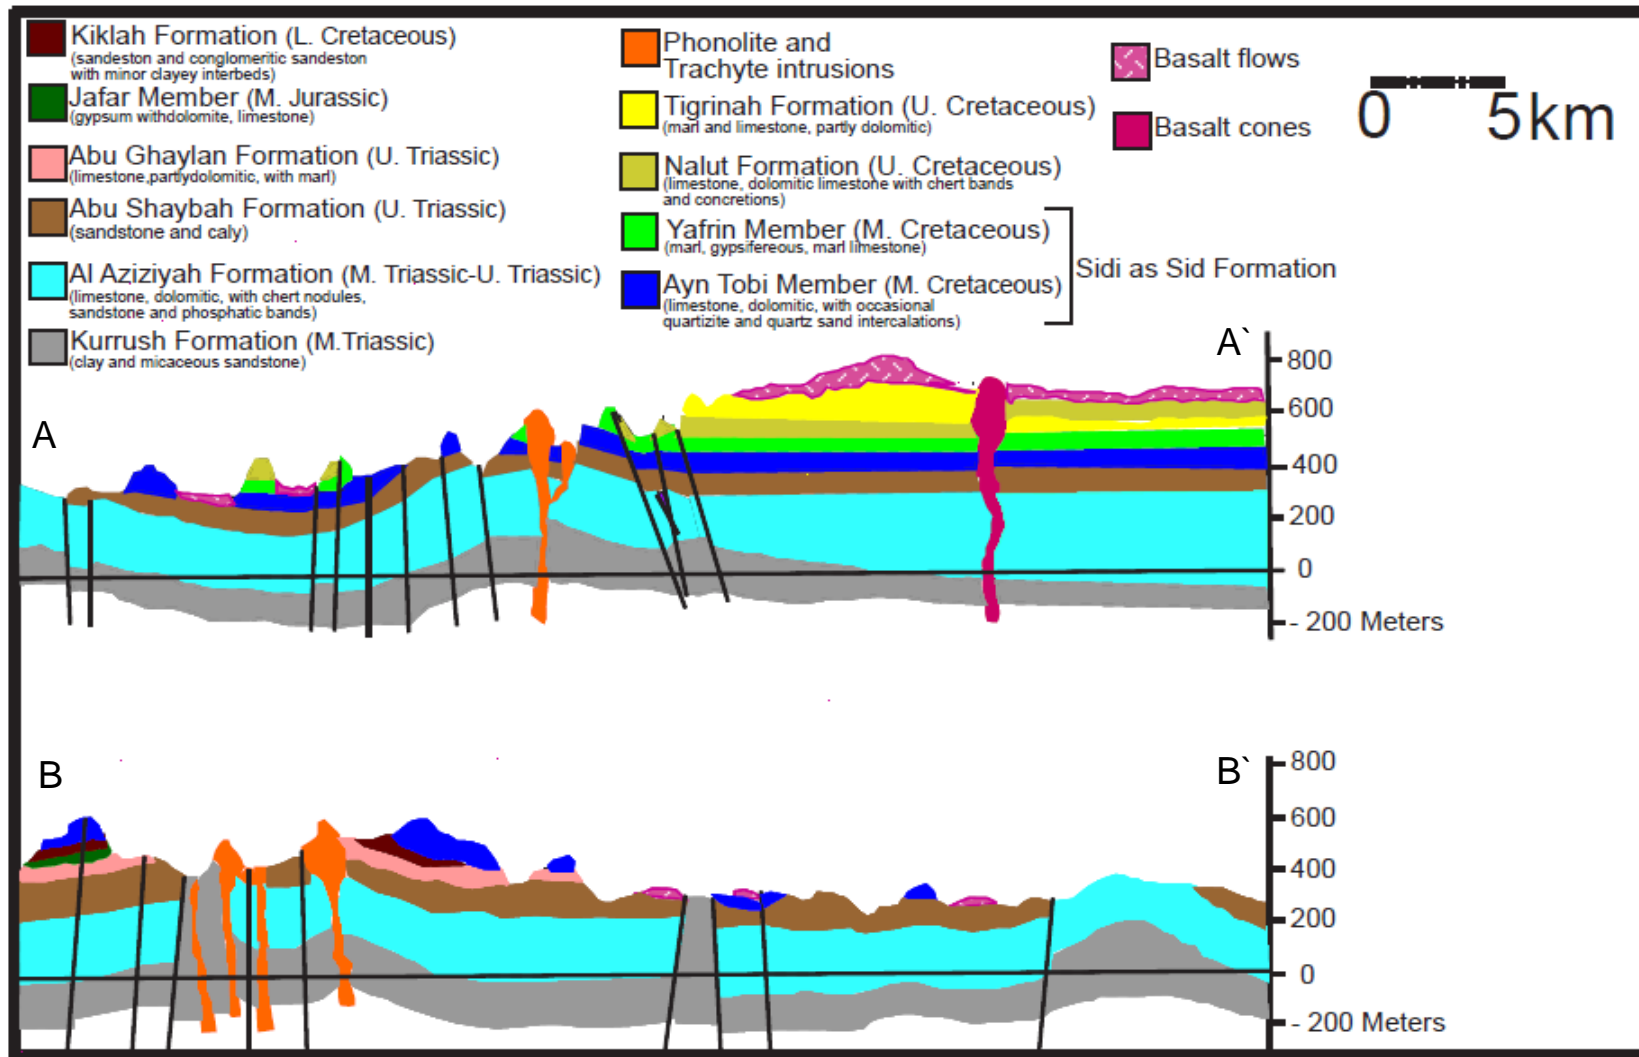 Kiklah Formation (L. Cretaceous)
(sandeston and conglomeritic sandeston
with minor clayey interbeds)
Jafar Member (M. Jurassic)
(gypsum withdolomite, limestone)
Abu Ghaylan Formation (U. Triassic)
(limestone,partlydolomitic, with marl)
Abu Shaybah Formation (U. Triassic)
(sandstone and caly)
Al Aziziyah Formation (M. Triassic-U. Triassic)
(limestone, dolomitic, with chert nodules,
sandstone and phosphatic bands)
Kurrush Formation (M.Triassic)
(clay and micaceous sandstone)
Phonolite and
Trachyte intrusions
Tigrinah Formation (U. Cretaceous)
(marl and limestone, partly dolomitic)
Nalut Formation (U. Cretaceous)
(limestone, dolomitic limestone with chert bands
and concretions)
Yafrin Member (M. Cretaceous)
(marl, gypsifereous, marl limestone)
Ayn Tobi Member (M. Cretaceous)
(limestone, dolomitic, with occasional
quartizite and quartz sand intercalations)
Sidi as Sid Formation
Basalt flows
Basalt cones
0 5km
A
A`
800
600
400
200
0
- 200 Meters
B
B`
800
600
400
200
0
- 200 Meters